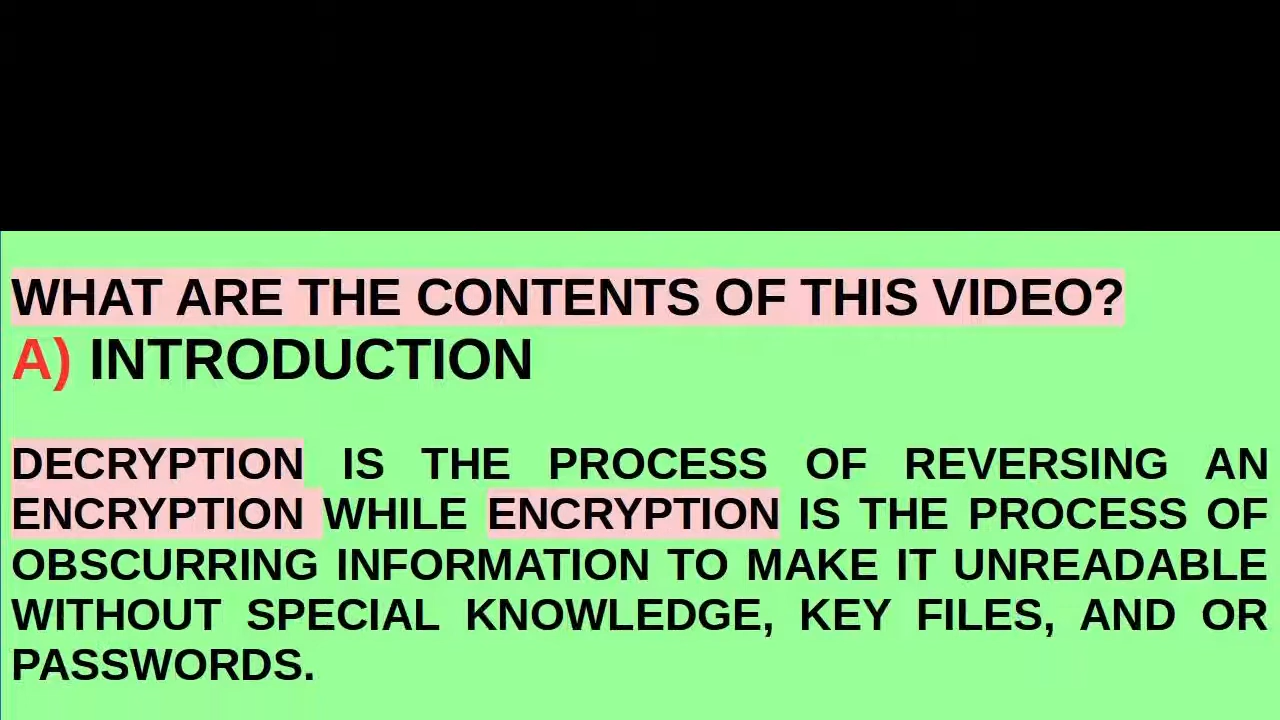 WHAT ARE THE CONTENTS OF THIS VIDEO?
A) INTRODUCTION
DECRYPTION IS THE PROCESS OF REVERSING AN
ENCRYPTION WHILE ENCRYPTION IS THE PROCESS OF
OBSCURRING INFORMATION TO MAKE IT UNREADABLE
WITHOUT SPECIAL KNOWLEDGE, KEY FILES, AND OR
PASSWORDS.